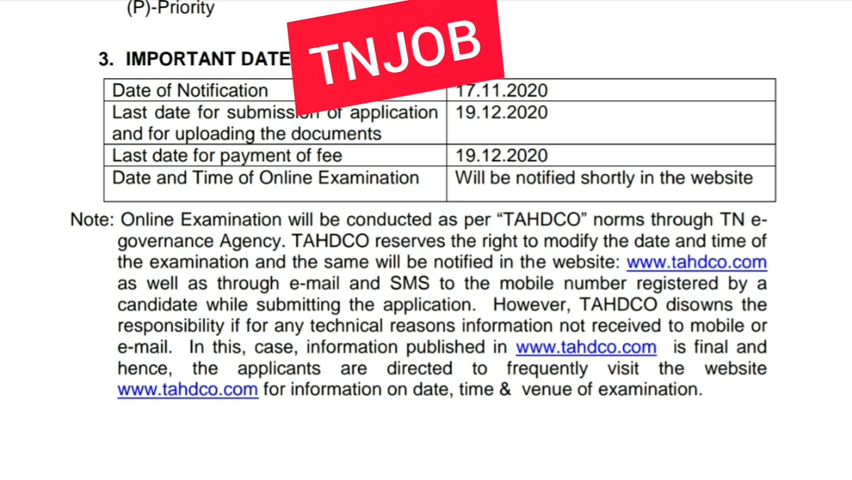 (P)-Priority
3. IMPORTANT DATE
TNJOB
Date of Notification 17.11.2020
Last date for submission of application 19.12.2020
and for uploading the documents
Last date for payment of fee 19.12.2020
Date and Time of Online Examination Will be notified shortly in the website
Note: Online Examination will be conducted as per “TAHDCO” norms through TN e-
governance Agency. TAHDCO reserves the right to modify the date and time of
the examination and the same will be notified in the website: www.tahdco.com
as well as through e-mail and SMS to the mobile number registered by a
candidate while submitting the application. However, TAHDCO disowns the
responsibility if for any technical reasons information not received to mobile or
e-mail. In this, case, information published in www.tahdco.com is final and
hence, the applicants are directed to frequently visit the website
www.tahdco.com for information on date, time & venue of examination.